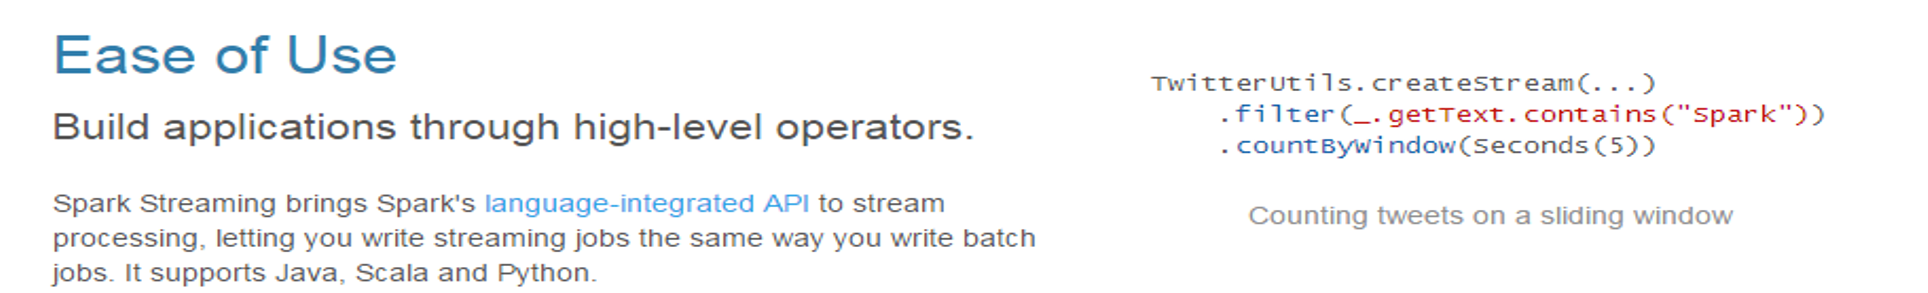 Ease of Use
Build applications through high-level operators.
Spark Streaming brings Spark's language-integrated API to stream
processing, letting you write streaming jobs the same way you write batch
jobs. It supports Java, Scala and Python.
TwitterUtils.createStream(...)
.filter(_.getText.contains("Spark"))
.countByWindow(Seconds(5))
Counting tweets on a sliding window